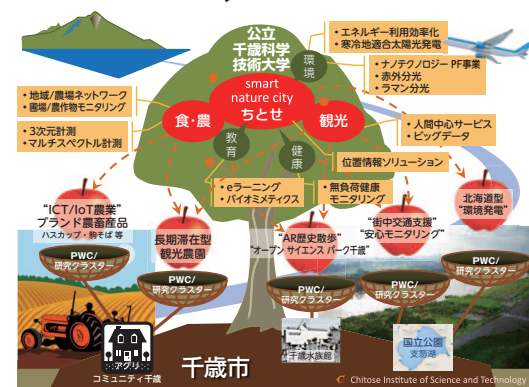 公立
千歳科学
技術大学
環境
• エネルギー利用効率化
• 寒冷地適合太陽光発電
• ナノテクノロジー PF事業
• 赤外分光
• ラマン分光
smart
nature city
ちとせ
• 地域/農場ネットワーク
• 圃場/農作物モニタリング
食・農
観光
• 3次元計測
• マルチスペクトル計測
• 人間中心サービス
• ビッグデータ
教育
健康
位置情報ソリューション
• eラーニング
• バイオミメティクス
• 無負荷健康
モニタリング
“ICT/IoT農業”
ブランド農畜産品
ハスカップ・駒そば 等
長期滞在型
観光農園
“AR歴史散歩”
“オープン サイエンス パーク千歳”
“街中交通支援”
“安心モニタリング”
北海道型
“環境発電”
PWC/
研究クラスター
PWC/
研究クラスター
PWC/
研究クラスター
PWC/
研究クラスター
PWC/
研究クラスター
アグリ
コミュニティ千歳
千歳市
千歳水族館
国立公園
支笏湖
Chitose Institute of Science and Technology